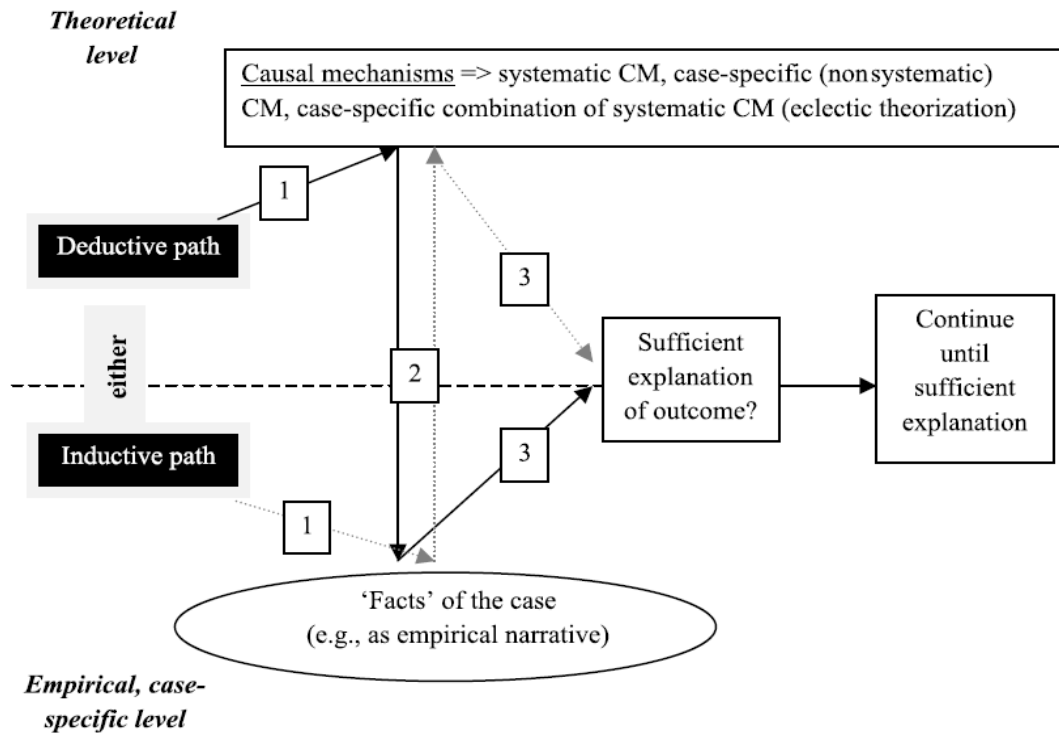 Theoretical
level
Causal mechanisms => systematic CM, case-specific (nonsystematic)
CM, case-specific combination of systematic CM (eclectic theorization)
1
Deductive path
3
either
2
Sufficient
explanation
of outcome?
Continue
until
sufficient
explanation
Inductive path
3
1
‘Facts’ of the case
(e.g., as empirical narrative)
Empirical, case-
specific level